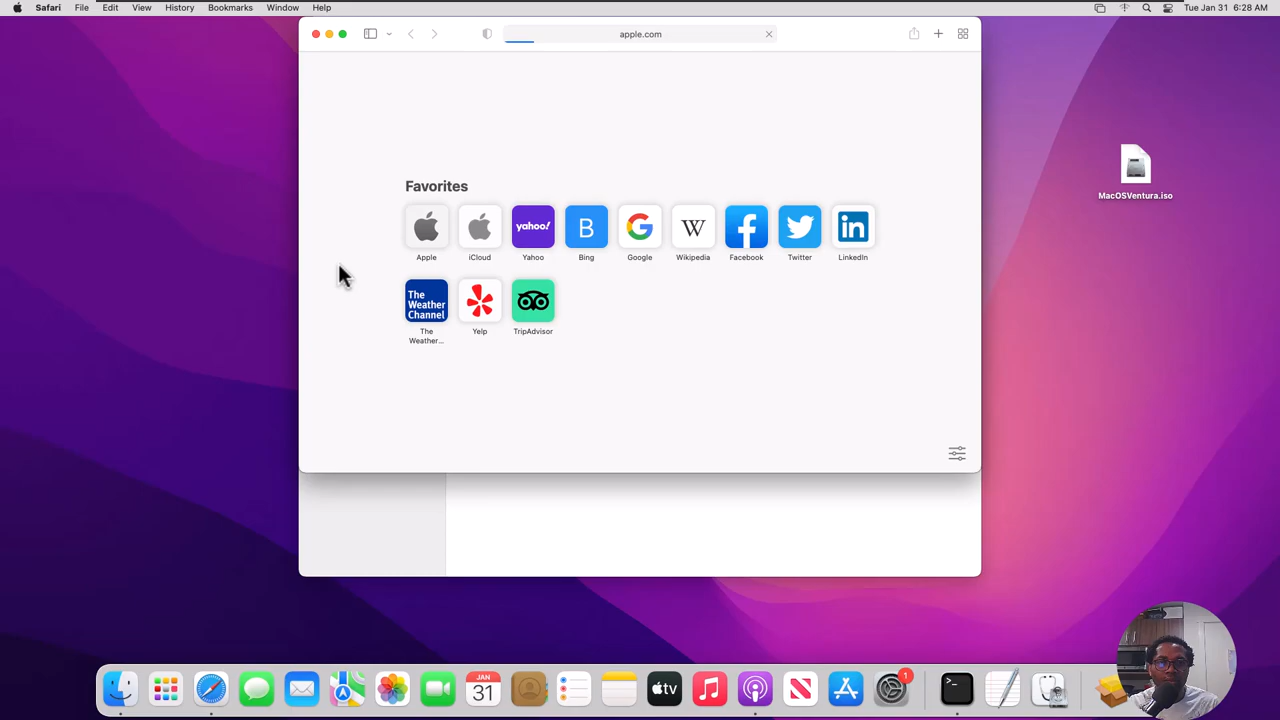 Safari File Edit View History Bookmarks Window Help Tue Jan 31 6:28 AM
apple.com
MacOSVentura.iso
Favorites
yahoo! B G W f in
Apple iCloud Yahoo Bing Google Wikipedia Facebook Twitter LinkedIn
The
Weather
Channel
The
Weather...
Yelp TripAdvisor
JAN
31
tv
1
>_